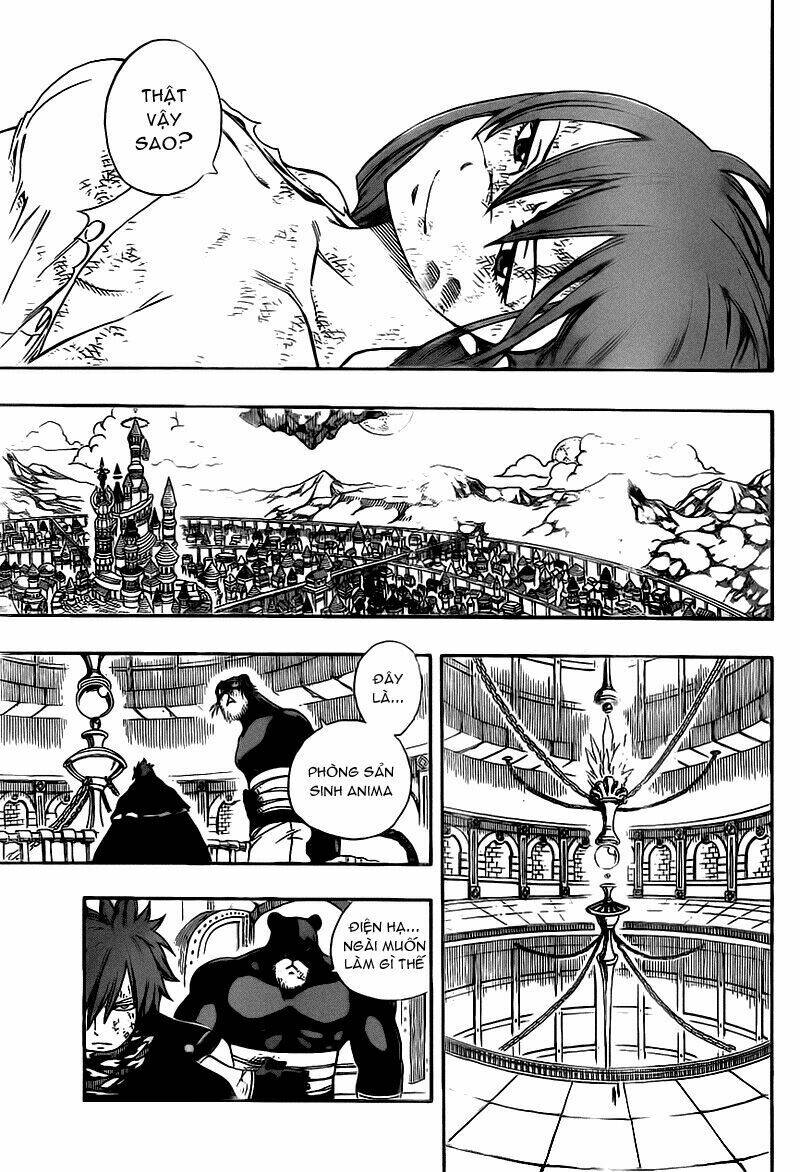 THẬT
VẬY
SAO?
ĐÂY
LÀ...
PHÒNG SẢN
SINH ANIMA
ĐIỆN HẠ...
NGÀI MUỐN
LÀM GÌ THẾ